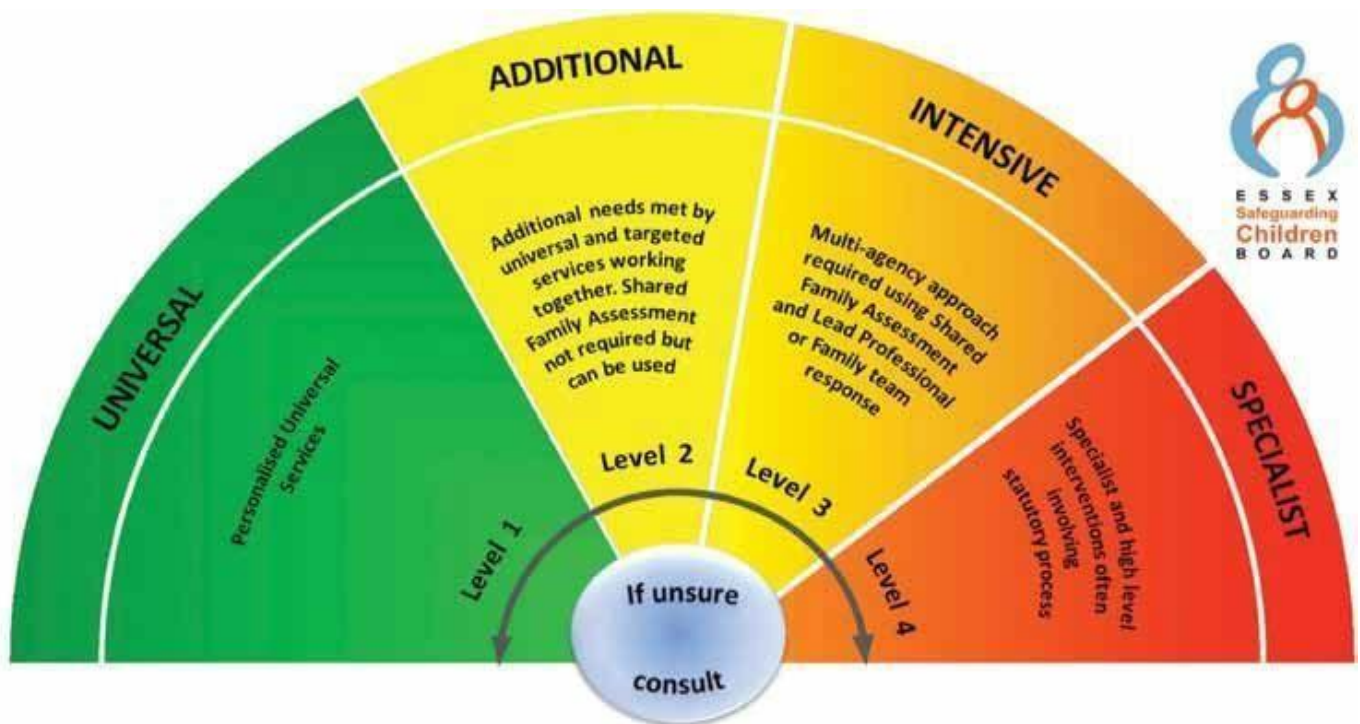 UNIVERSAL
Personalised Universal
Services
Level 1
ADDITIONAL
Additional needs met by
universal and targeted
services working
together. Shared
Family Assessment
not required but
can be used
Level 2
INTENSIVE
Multi-agency approach
required using Shared
Family Assessment
and Lead Professional
or Family team
response
Level 3
SPECIALIST
Specialist and high level
interventions often
involving
statutory process
Level 4
If unsure
consult
ESSEX
Safeguarding
Children
BOARD